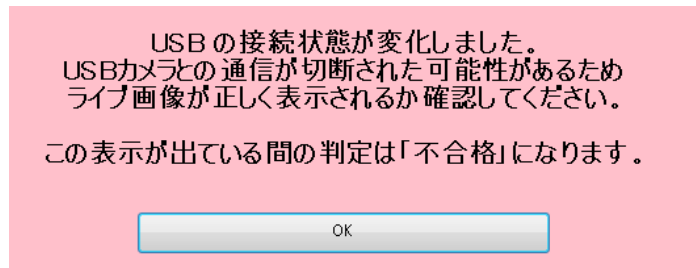 USBの接続状態が変化しました。
USBカメラとの通信が切断された可能性があるため
ライブ画像が正しく表示されるか確認してください。
この表示が出ている間の判定は「不合格」になります。
OK